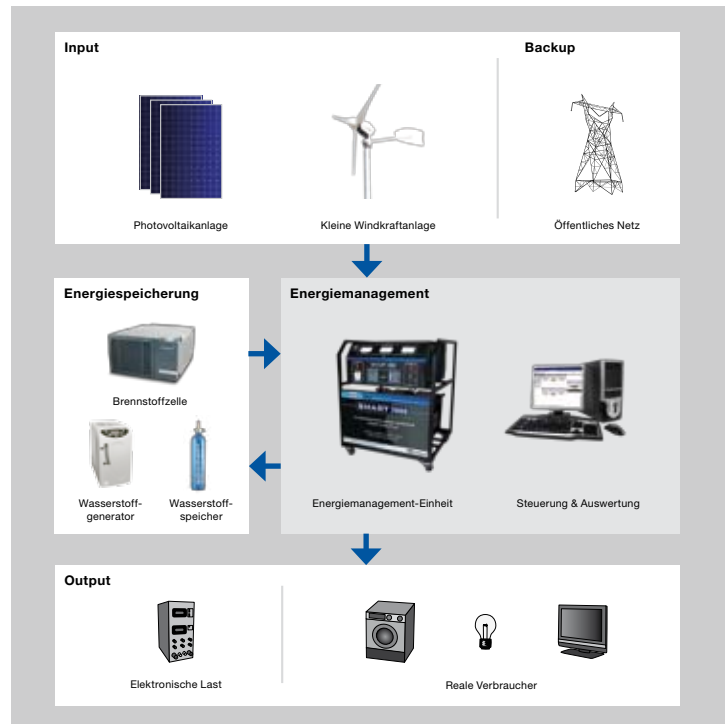 Input
Backup
Photovoltaikanlage
Kleine Windkraftanlage
Öffentliches Netz
Energiespeicherung
Energiemanagement
Brennstoffzelle
SMART
Wasserstoff-
generator
Wasserstoff-
speicher
Energiemanagement-Einheit
Steuerung & Auswertung
Output
Elektronische Last
Reale Verbraucher